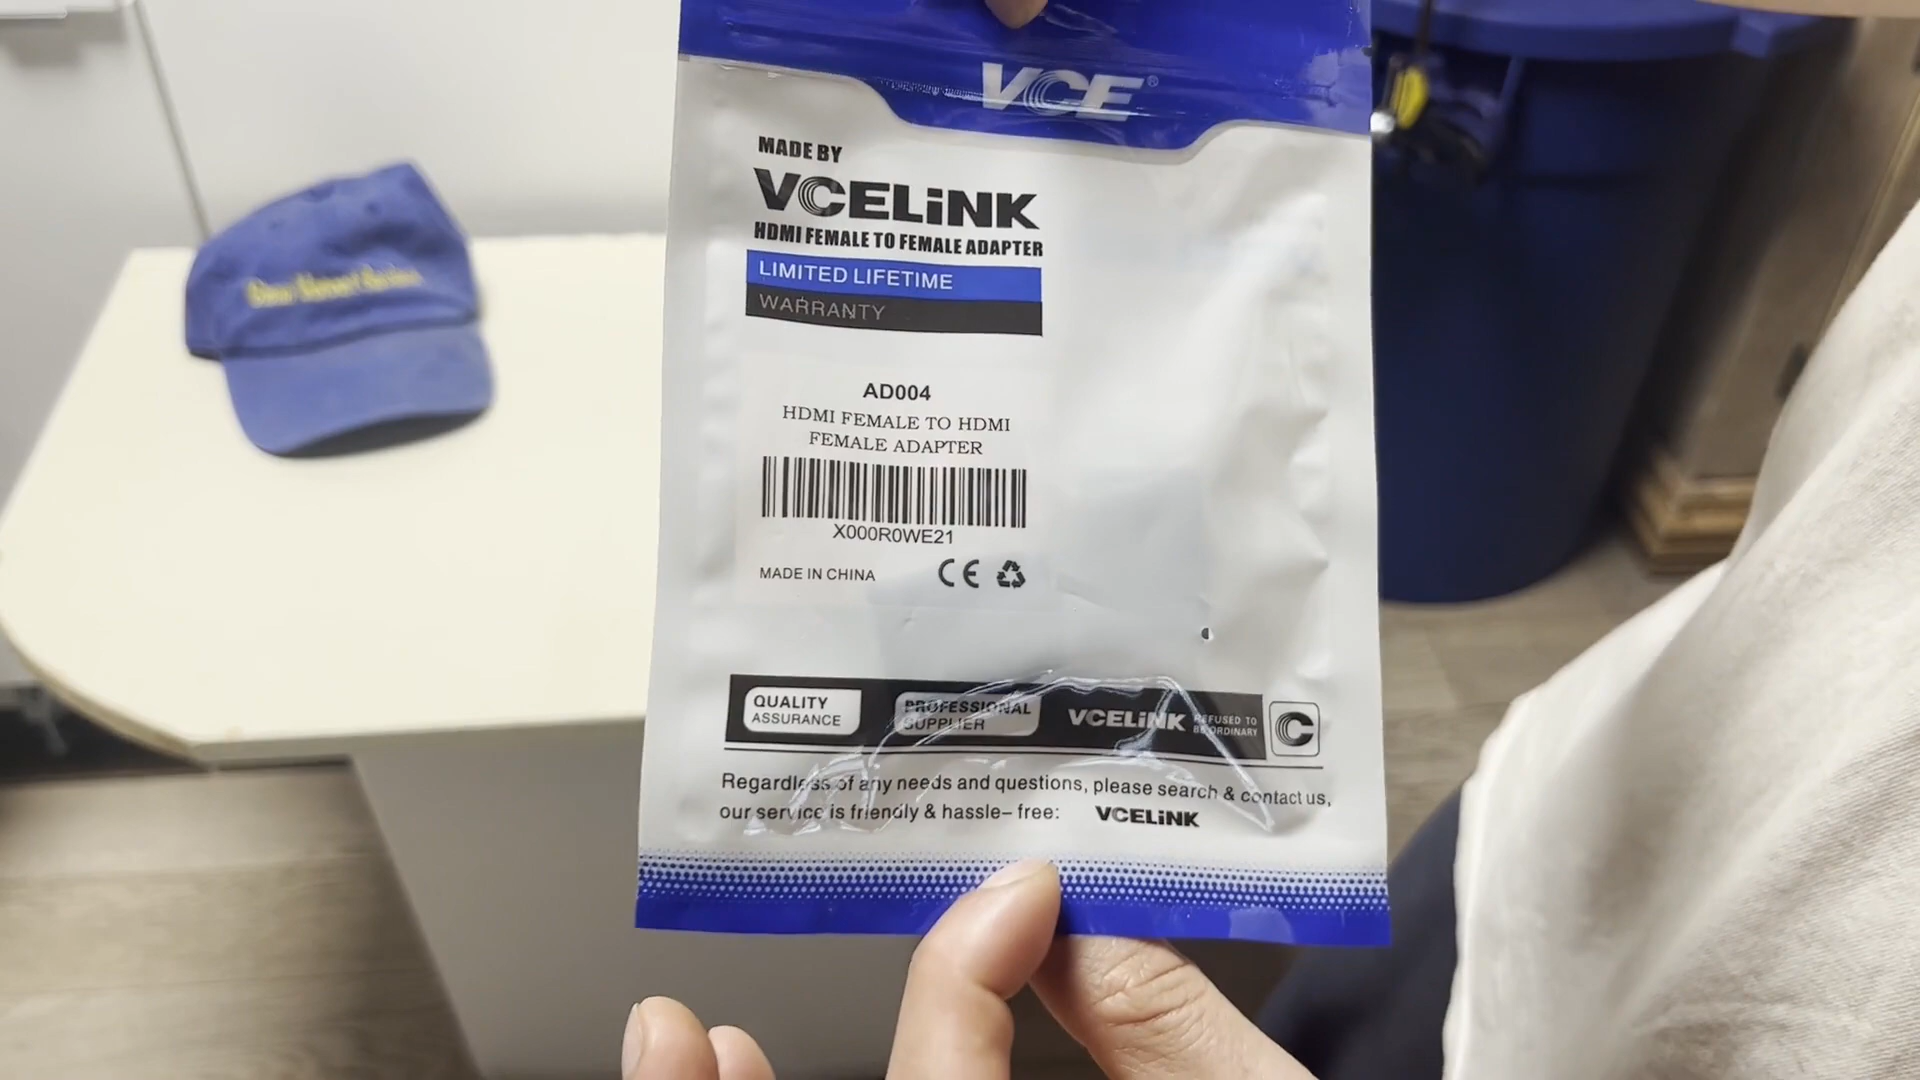 VCE®
MADE BY
VCELiNK
HDMI FEMALE TO FEMALE ADAPTER
LIMITED LIFETIME
WARRANTY
AD004
HDMI FEMALE TO HDMI
FEMALE ADAPTER
X000R0WE21
MADE IN CHINA
CE
QUALITY
ASSURANCE
PROFESSIONAL
SUPPLIER
VCELiNK
REFUSED TO
BE ORDINARY
Regardless of any needs and questions, please search & contact us,
our service is friendly & hassle– free: VCELiNK